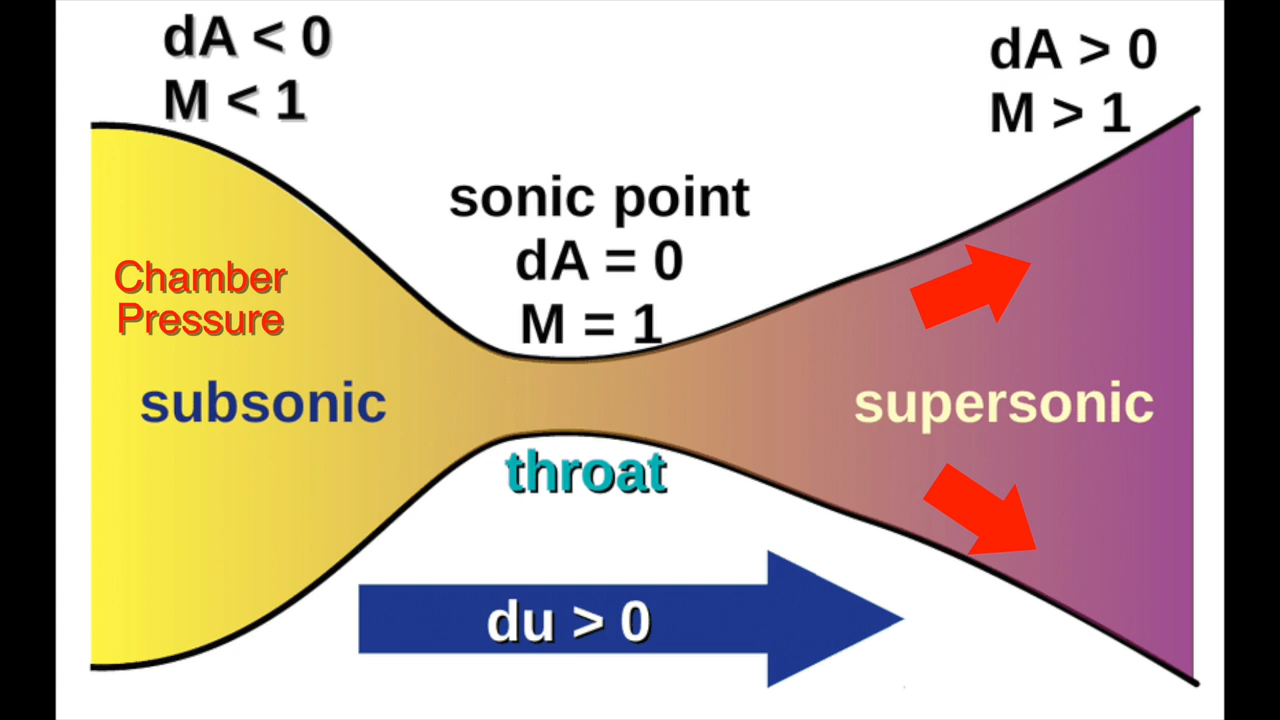 dA < 0
M < 1
dA > 0
M > 1
sonic point
dA = 0
M = 1
Chamber
Pressure
subsonic
supersonic
throat
du > 0